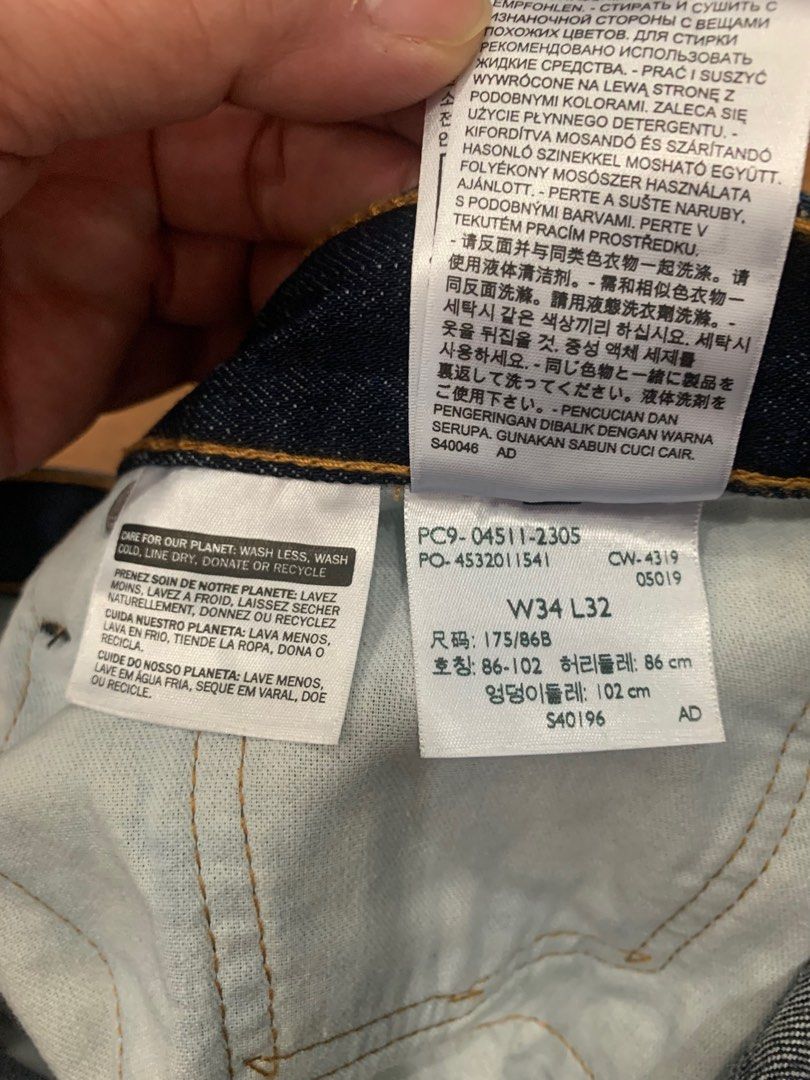 EMPFOHLEN. - СТИРАТЬ И СУШИТЬ С
ИЗНАНОЧНОЙ СТОРОНЫ С ВЕЩАМИ
ПОХОЖИХ ЦВЕТОВ. ДЛЯ СТИРКИ
РЕКОМЕНДОВАНО ИСПОЛЬЗОВАТЬ
ЖИДКИЕ СРЕДСТВА. - PRAĆ I SUSZYĆ
WYWRÓCONE NA LEWĄ STRONĘ Z
PODOBNYMI KOLORAMI. ZALECA SIĘ
UŻYCIE PŁYNNEGO DETERGENTU. -
KIFORDÍTVA MOSANDÓ ÉS SZÁRÍTANDÓ
HASONLÓ SZINEKKEL MOSHATÓ EGYÜTT.
FOLYÉKONY MOSÓSZER HASZNÁLATA
AJÁNLOTT. - PERTE A SUŠTE NARUBY,
S PODOBNÝMI BARVAMI. PERTE V
TEKUTÉM PRACÍM PROSTŘEDKU.
- 请反面并与同类色衣物一起洗涤。请
使用液体清洁剂。- 需和相似色衣物一
同反面洗滌。請用液態洗衣劑洗滌。-
세탁시 같은 색상끼리 하십시요. 세탁시
옷을 뒤집을 것. 중성 액체 세제를
사용하세요. - 同じ色物と一緒に製品を
裏返して洗ってください。液体洗剤を
ご使用下さい。- PENCUCIAN DAN
PENGERINGAN DIBALIK DENGAN WARNA
SERUPA. GUNAKAN SABUN CUCI CAIR.
S40046 AD
소전인
CARE FOR OUR PLANET: WASH LESS, WASH
COLD, LINE DRY, DONATE OR RECYCLE
PRENEZ SOIN DE NOTRE PLANETE: LAVEZ
MOINS, LAVEZ A FROID, LAISSEZ SECHER
NATURELLEMENT, DONNEZ OU RECYCLEZ
CUIDA NUESTRO PLANETA: LAVA MENOS,
LAVA EN FRIO, TIENDE LA ROPA, DONA O
RECICLA.
CUIDE DO NOSSO PLANETA: LAVE MENOS,
LAVE EM ÁGUA FRIA, SEQUE EM VARAL, DOE
OU RECICLE.
PC9- 04511-2305
PO- 4532011541 CW- 4319
05019
W34 L32
尺码: 175/86B
호칭: 86-102 허리둘레: 86 cm
엉덩이둘레: 102 cm
S40196 AD